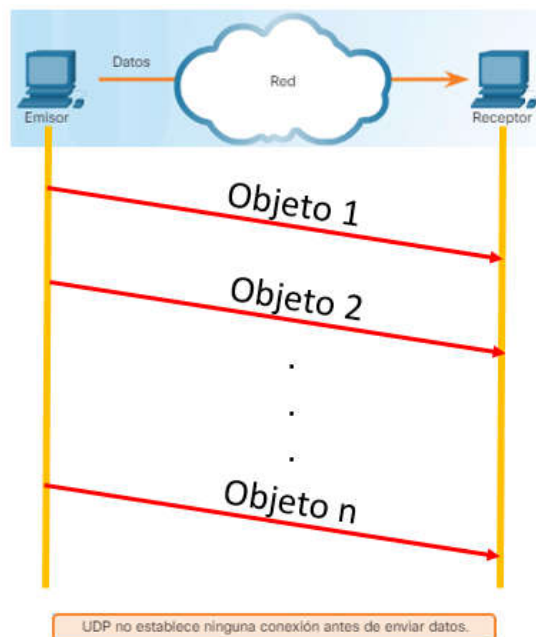 Datos
Red
Emisor
Receptor
Objeto 1
Objeto 2
.
.
.
Objeto n
UDP no establece ninguna conexión antes de enviar datos.